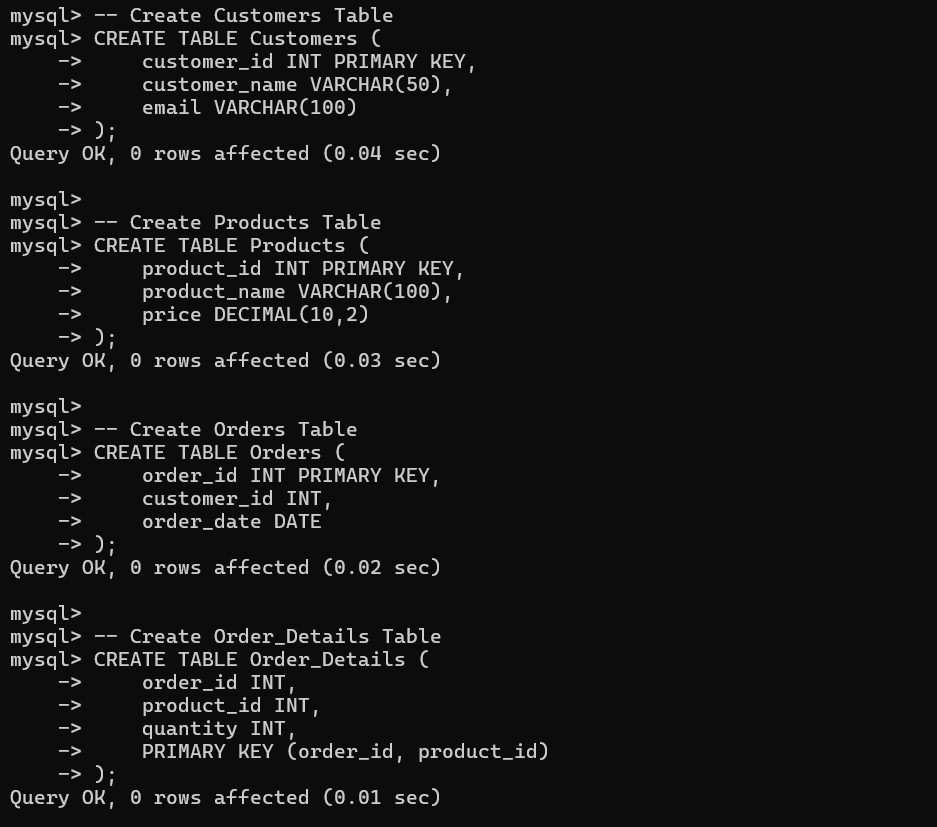 mysql> -- Create Customers Table
mysql> CREATE TABLE Customers (
    ->     customer_id INT PRIMARY KEY,
    ->     customer_name VARCHAR(50),
    ->     email VARCHAR(100)
    -> );
Query OK, 0 rows affected (0.04 sec)

mysql>
mysql> -- Create Products Table
mysql> CREATE TABLE Products (
    ->     product_id INT PRIMARY KEY,
    ->     product_name VARCHAR(100),
    ->     price DECIMAL(10,2)
    -> );
Query OK, 0 rows affected (0.03 sec)

mysql>
mysql> -- Create Orders Table
mysql> CREATE TABLE Orders (
    ->     order_id INT PRIMARY KEY,
    ->     customer_id INT,
    ->     order_date DATE
    -> );
Query OK, 0 rows affected (0.02 sec)

mysql>
mysql> -- Create Order_Details Table
mysql> CREATE TABLE Order_Details (
    ->     order_id INT,
    ->     product_id INT,
    ->     quantity INT,
    ->     PRIMARY KEY (order_id, product_id)
    -> );
Query OK, 0 rows affected (0.01 sec)